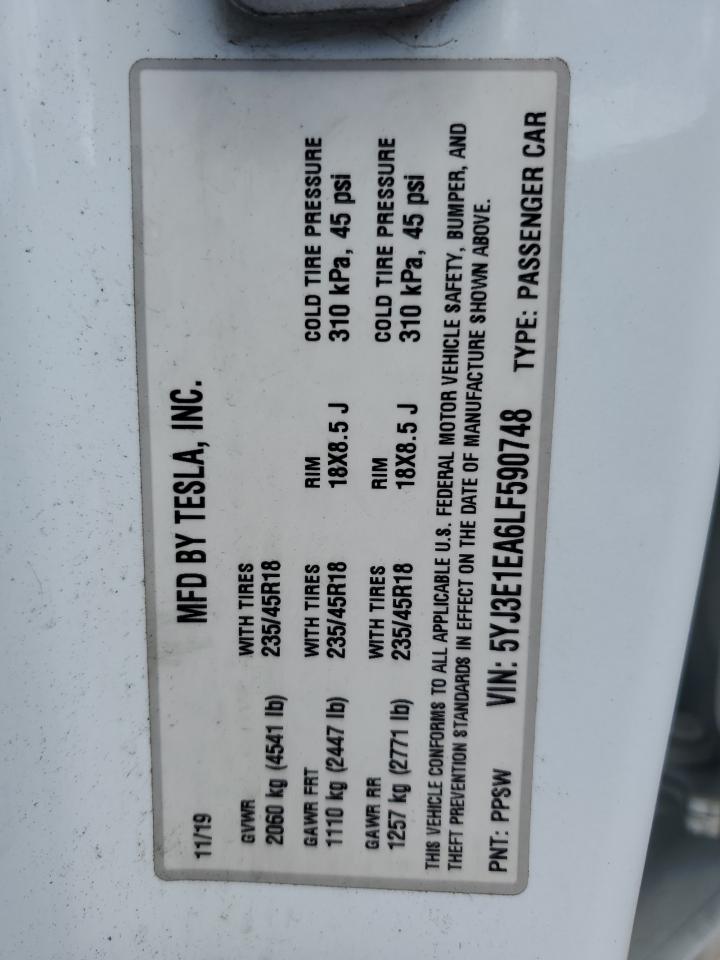 MFD BY TESLA, INC.
11/19
GVWR WITH TIRES
2060 kg (4541 lb) 235/45R18
GAWR FRT WITH TIRES RIM COLD TIRE PRESSURE
1110 kg (2447 lb) 235/45R18 18X8.5 J 310 kPa, 45 psi
GAWR RR WITH TIRES RIM COLD TIRE PRESSURE
1257 kg (2771 lb) 235/45R18 18X8.5 J 310 kPa, 45 psi
THIS VEHICLE CONFORMS TO ALL APPLICABLE U.S. FEDERAL MOTOR VEHICLE SAFETY, BUMPER, AND
THEFT PREVENTION STANDARDS IN EFFECT ON THE DATE OF MANUFACTURE SHOWN ABOVE.
PNT: PPSW VIN: 5YJ3E1EA6LF590748 TYPE: PASSENGER CAR